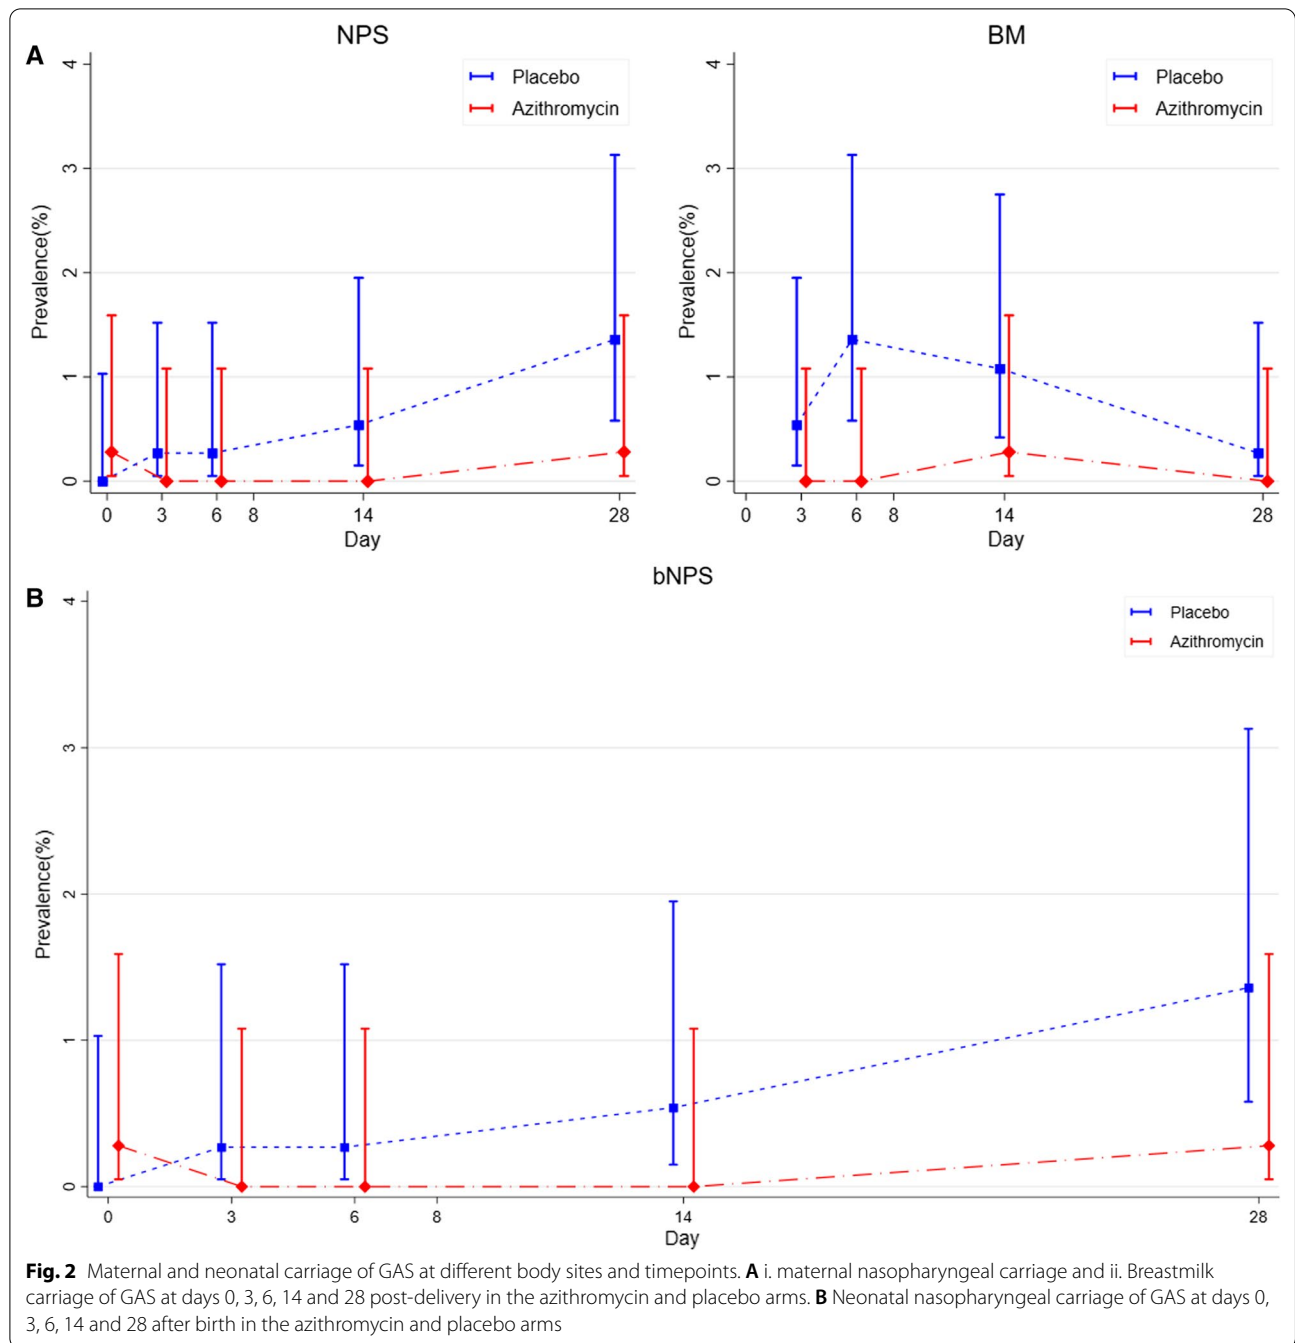 A
NPS
Placebo
Azithromycin
Prevalence(%)
4
3
2
1
0
0 3 6 8 14 28
Day
BM
Placebo
Azithromycin
Prevalence(%)
4
3
2
1
0
0 3 6 8 14 28
Day
B
bNPS
Placebo
Azithromycin
Prevalence(%)
4
3
2
1
0
0 3 6 8 14 28
Day
Fig. 2 Maternal and neonatal carriage of GAS at different body sites and timepoints. A i. maternal nasopharyngeal carriage and ii. Breastmilk
carriage of GAS at days 0, 3, 6, 14 and 28 post-delivery in the azithromycin and placebo arms. B Neonatal nasopharyngeal carriage of GAS at days 0,
3, 6, 14 and 28 after birth in the azithromycin and placebo arms